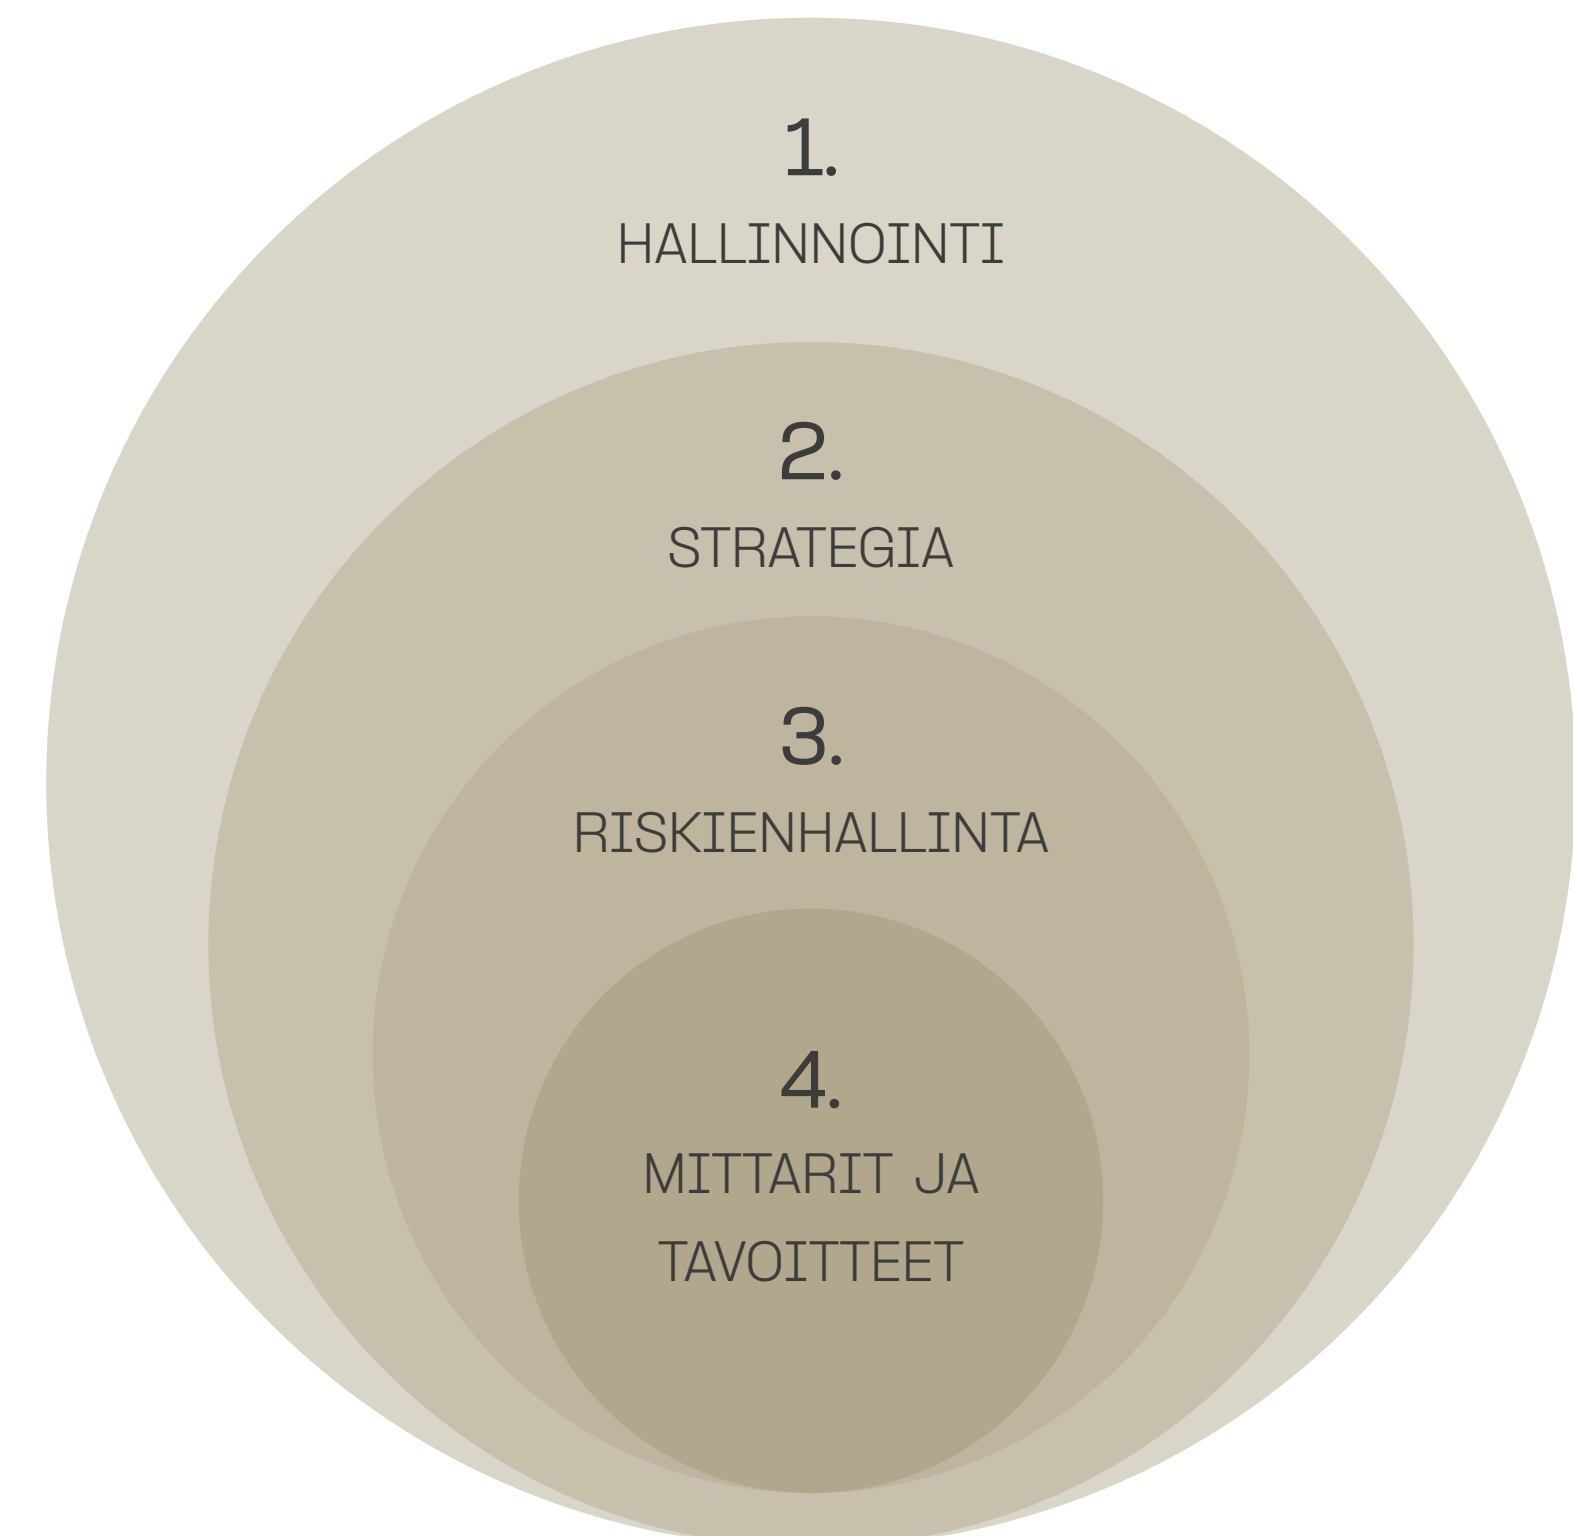 1.
HALLINNOINTI
2.
STRATEGIA
3.
RISKIENHALLINTA
4.
MITTARIT JA
TAVOITTEET